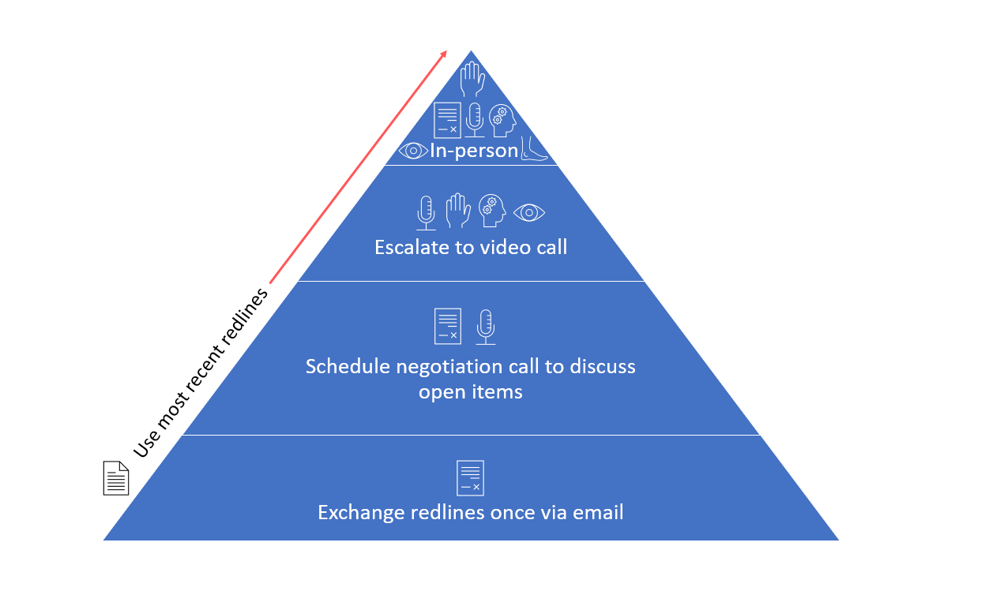 In-person
Escalate to video call
Use most recent redlines
Schedule negotiation call to discuss
open items
Exchange redlines once via email